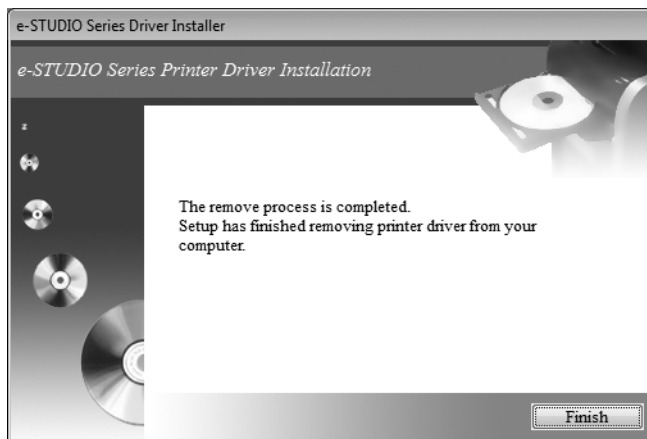 e-STUDIO Series Driver Installer
e-STUDIO Series Printer Driver Installation
The remove process is completed.
Setup has finished removing printer driver from your
computer.
Finish